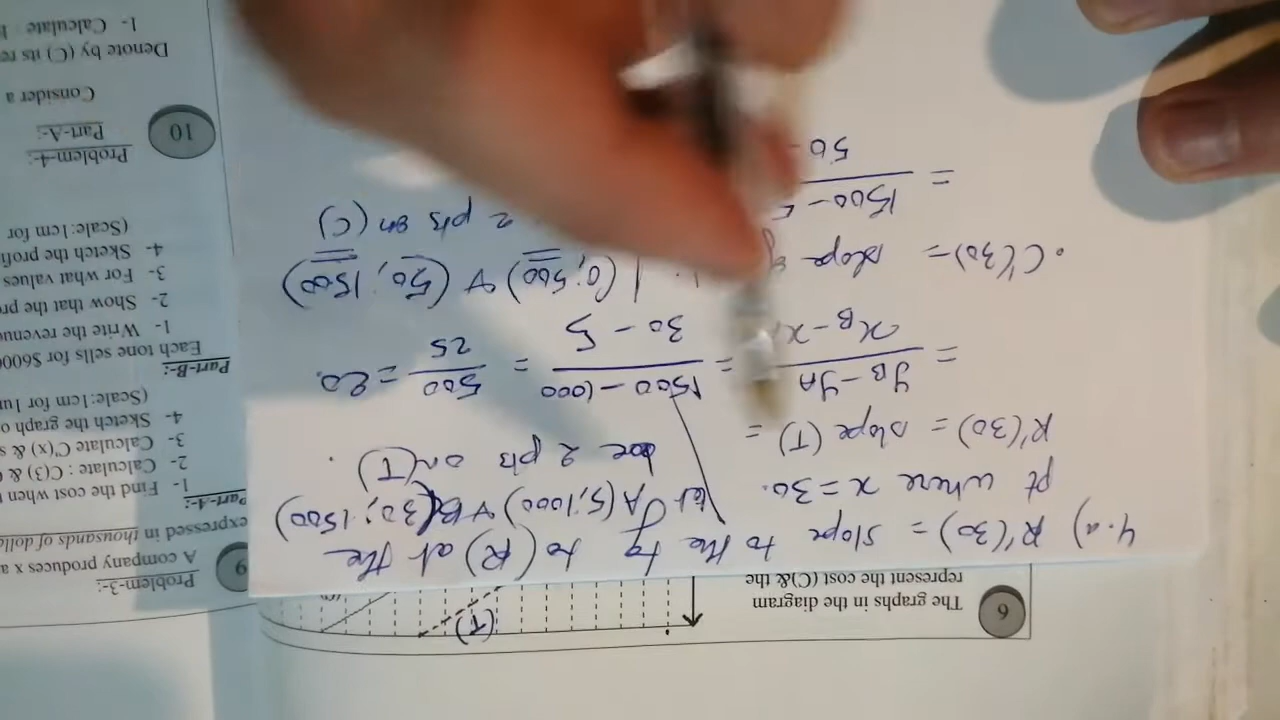 6
The graphs in the diagram
represent the cost (C)& the
(T)
4. a) R'(30) = slope to the tg to (R) at the
pt where x = 30.
let A(5;1000) & B(30;1500)
be 2 pts on (T).
R'(30) = slope (T) =
= yB - yA / xB - x = 1500 - 1000 / 30 - 5 = 500 / 25 = 20.
• C'(30) = slope
(0;500) & (50;1500)
2 pts on (C)
= 1500 - / 50 -
9
Problem-3-:
A company produces x a
expressed in thousands of dolla
Part-A-:
1- Find the cost when
2- Calculate : C(3) &
3- Calculate C'(x) & s
4- Sketch the graph o
(Scale:1cm for 1u
Part-B-:
Each tone sells for $6000
1- Write the revenue
2- Show that the pr
3- For what values
4- Sketch the profi
(Scale:1cm for
10
Problem-4-:
Part-A-:
Consider a
Denote by (C) its re
1- Calculate